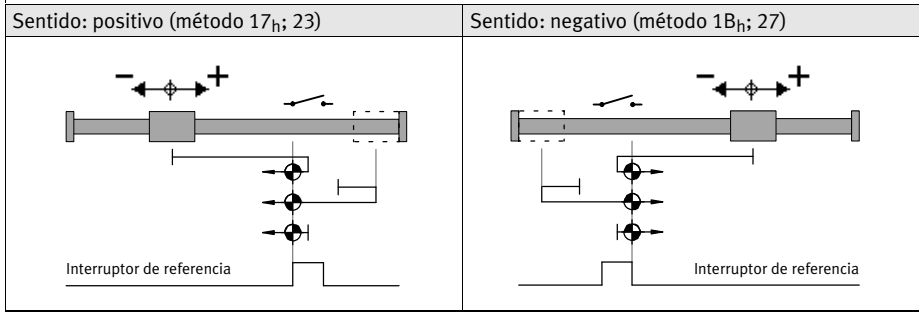 Sentido: positivo (método 17h; 23)
Sentido: negativo (método 1Bh; 27)
− +
− +
Interruptor de referencia
Interruptor de referencia